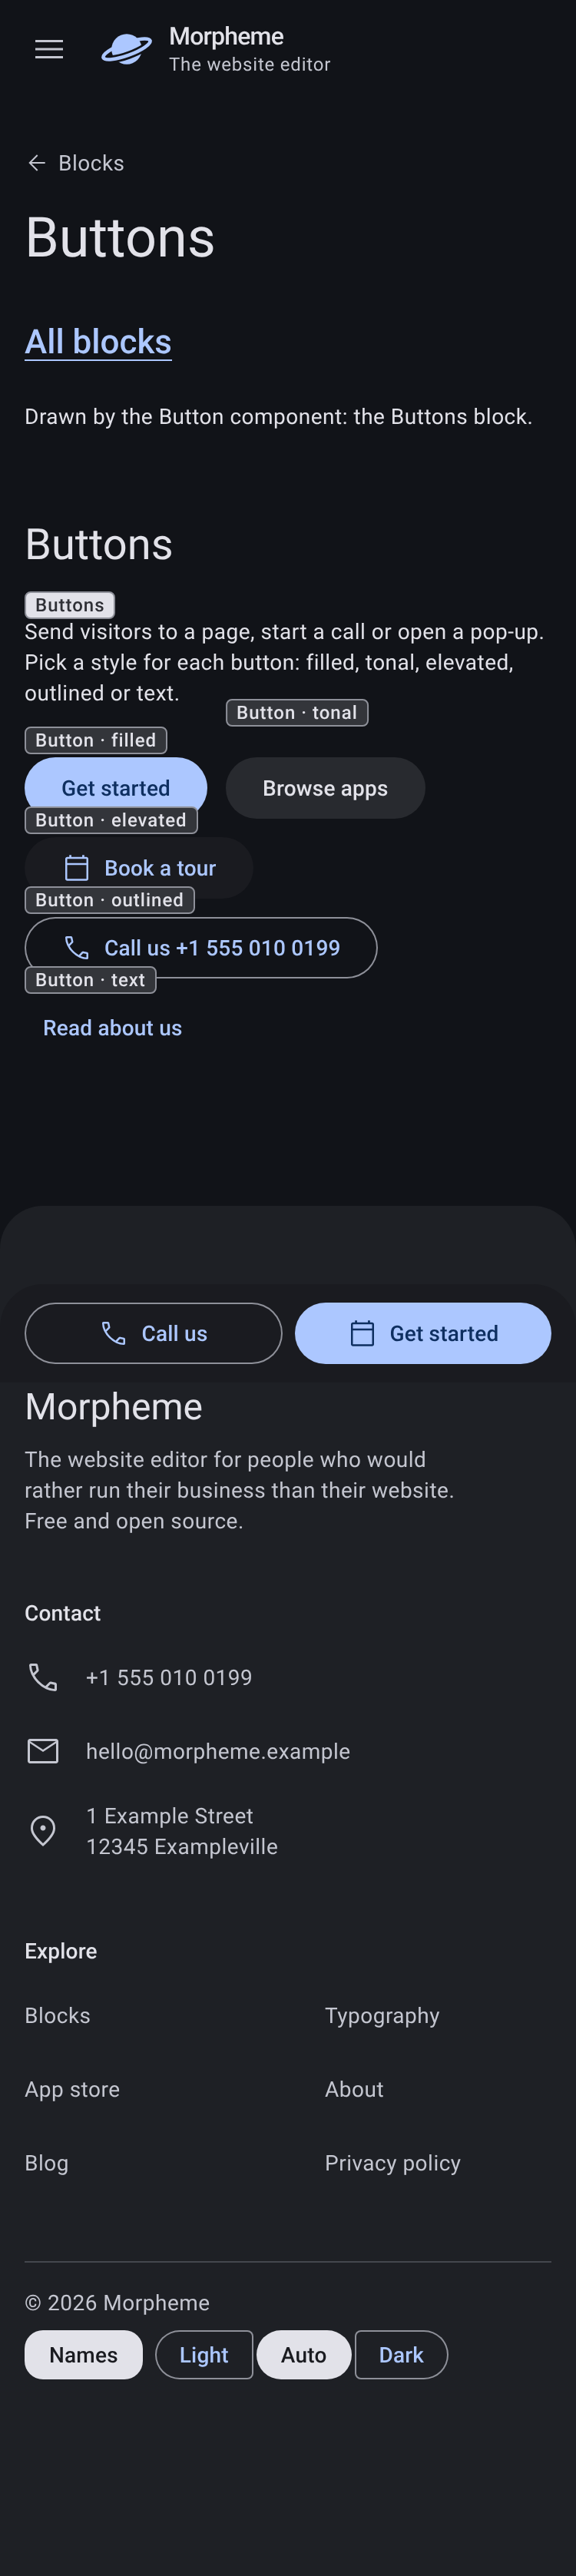 Morpheme
The website editor
Blocks
Buttons
All blocks
Drawn by the Button component: the Buttons block.
Buttons
Buttons
Send visitors to a page, start a call or open a pop-up.
Pick a style for each button: filled, tonal, elevated,
outlined or text.
Button · tonal
Button · filled
Get started
Browse apps
Button · elevated
Book a tour
Button · outlined
Call us +1 555 010 0199
Button · text
Read about us
Call us
Get started
Morpheme
The website editor for people who would
rather run their business than their website.
Free and open source.
Contact
+1 555 010 0199
hello@morpheme.example
1 Example Street
12345 Exampleville
Explore
Blocks
Typography
App store
About
Blog
Privacy policy
© 2026 Morpheme
Names
Light
Auto
Dark